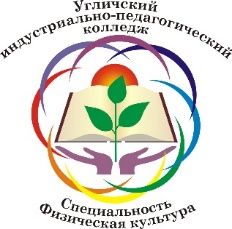 Угличский
индустриально-педагогический
колледж
Специальность
Физическая культура